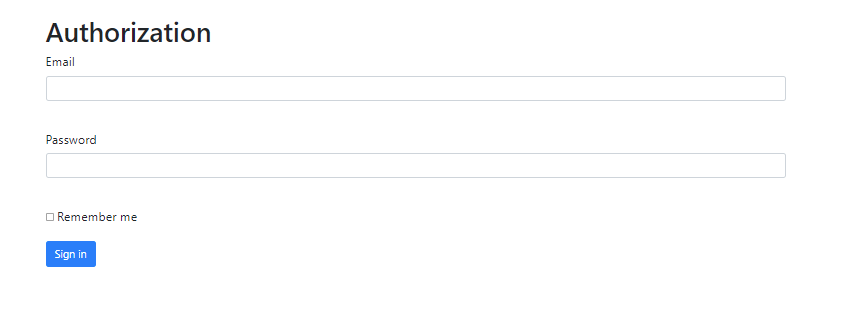 Authorization
Email
Password
Remember me
Sign in